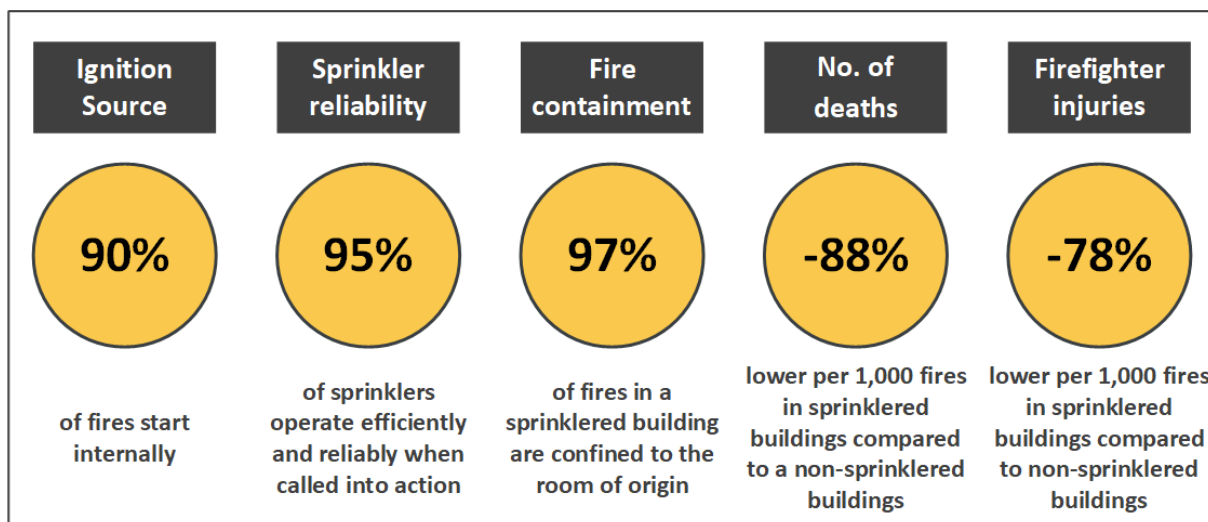 Ignition
Source
90%
of fires start
internally
Sprinkler
reliability
95%
of sprinklers
operate efficiently
and reliably when
called into action
Fire
containment
97%
of fires in a
sprinklered building
are confined to the
room of origin
No. of
deaths
-88%
lower per 1,000 fires
in sprinklered
buildings compared
to a non-sprinklered
buildings
Firefighter
injuries
-78%
lower per 1,000 fires
in sprinklered
buildings compared
to non-sprinklered
buildings